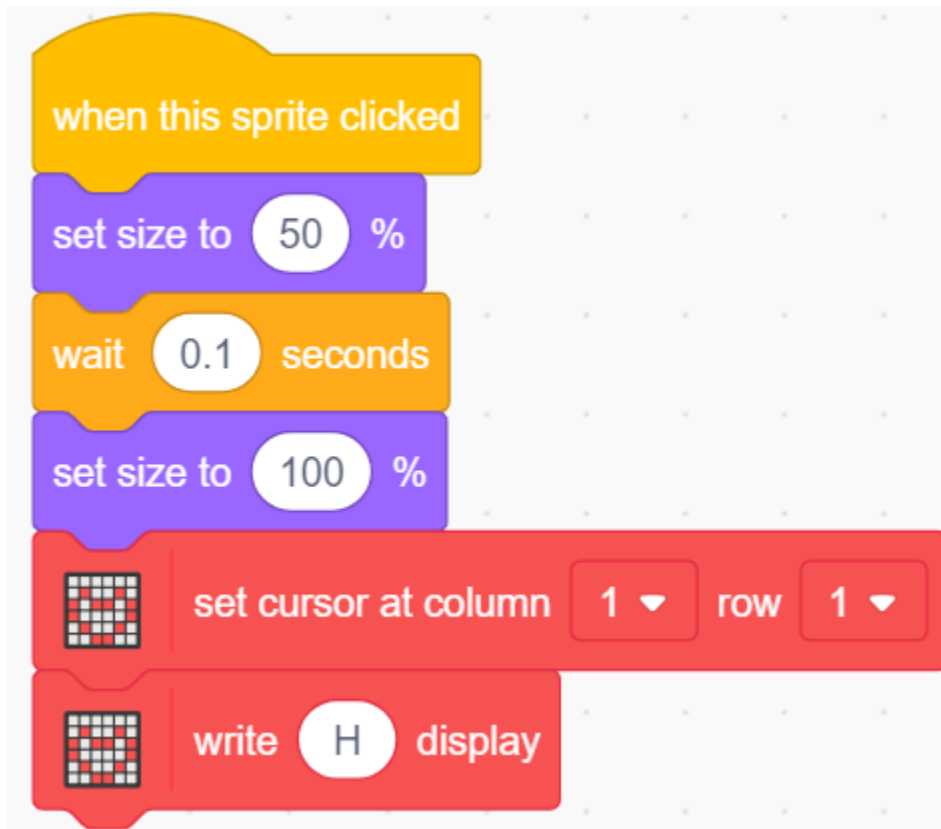 when this sprite clicked
set size to 50 %
wait 0.1 seconds
set size to 100 %
set cursor at column 1 row 1
write H display